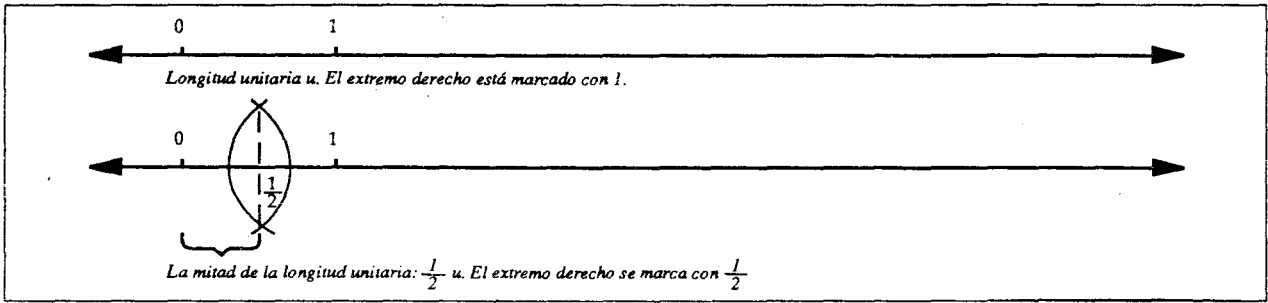 0 1
Longitud unitaria u. El extremo derecho está marcado con 1.
0 1
1/2
La mitad de la longitud unitaria: 1/2 u. El extremo derecho se marca con 1/2